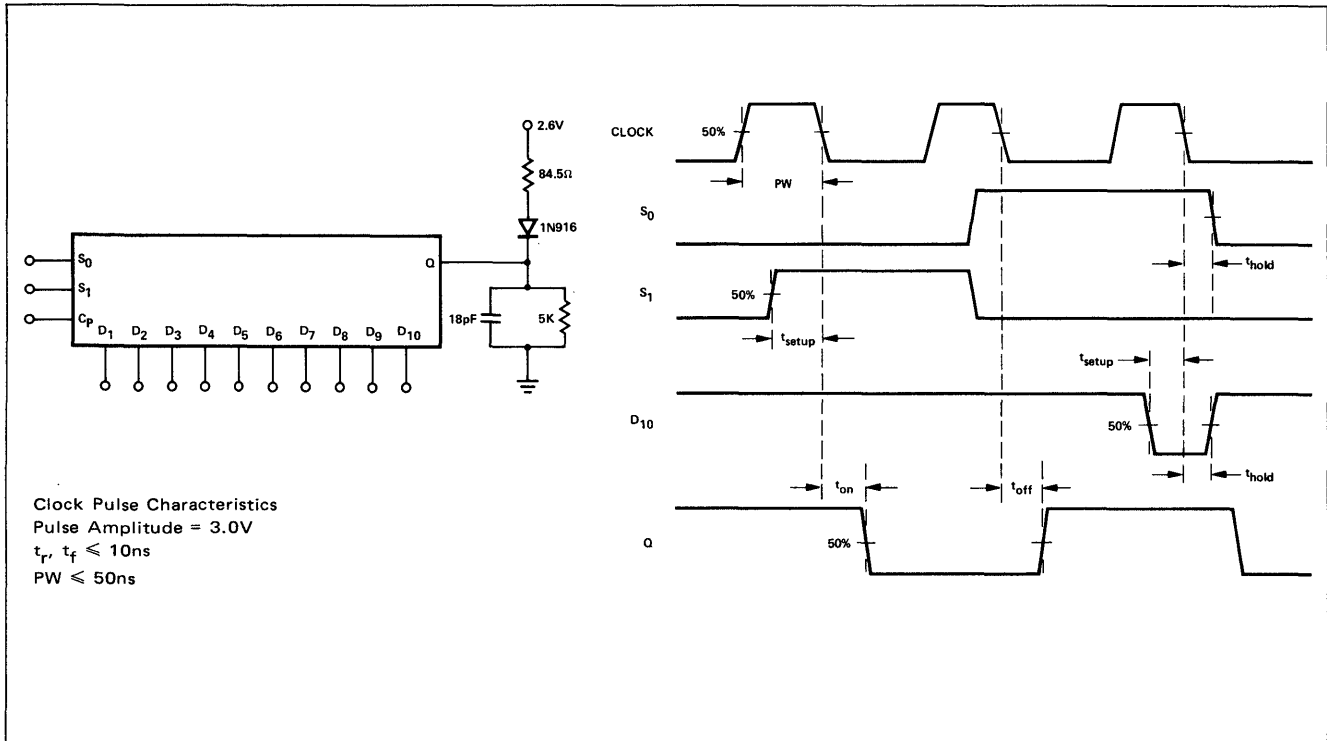 2.6V
84.5Ω
1N916
S0
S1
CP
Q
D1 D2 D3 D4 D5 D6 D7 D8 D9 D10
18pF
5K
Clock Pulse Characteristics
Pulse Amplitude = 3.0V
tr, tf ⩽ 10ns
PW ⩽ 50ns
CLOCK
50%
PW
S0
thold
S1
50%
tsetup
tsetup
D10
50%
thold
ton
toff
Q
50%